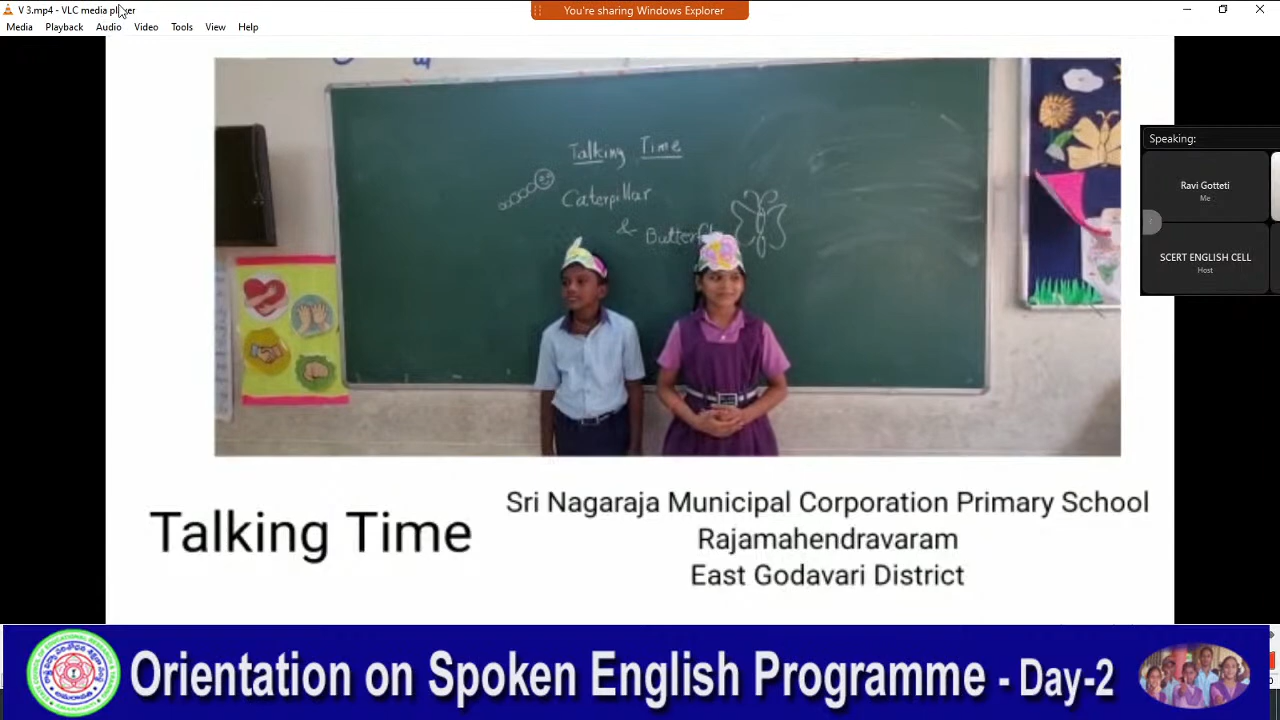 V 3.mp4 - VLC media player
You're sharing Windows Explorer
Media Playback Audio Video Tools View Help
Talking Time
Caterpillar
& Butterfly
Speaking:
Ravi Gotteti
Me
SCERT ENGLISH CELL
Host
Talking Time
Sri Nagaraja Municipal Corporation Primary School
Rajamahendravaram
East Godavari District
Orientation on Spoken English Programme - Day-2